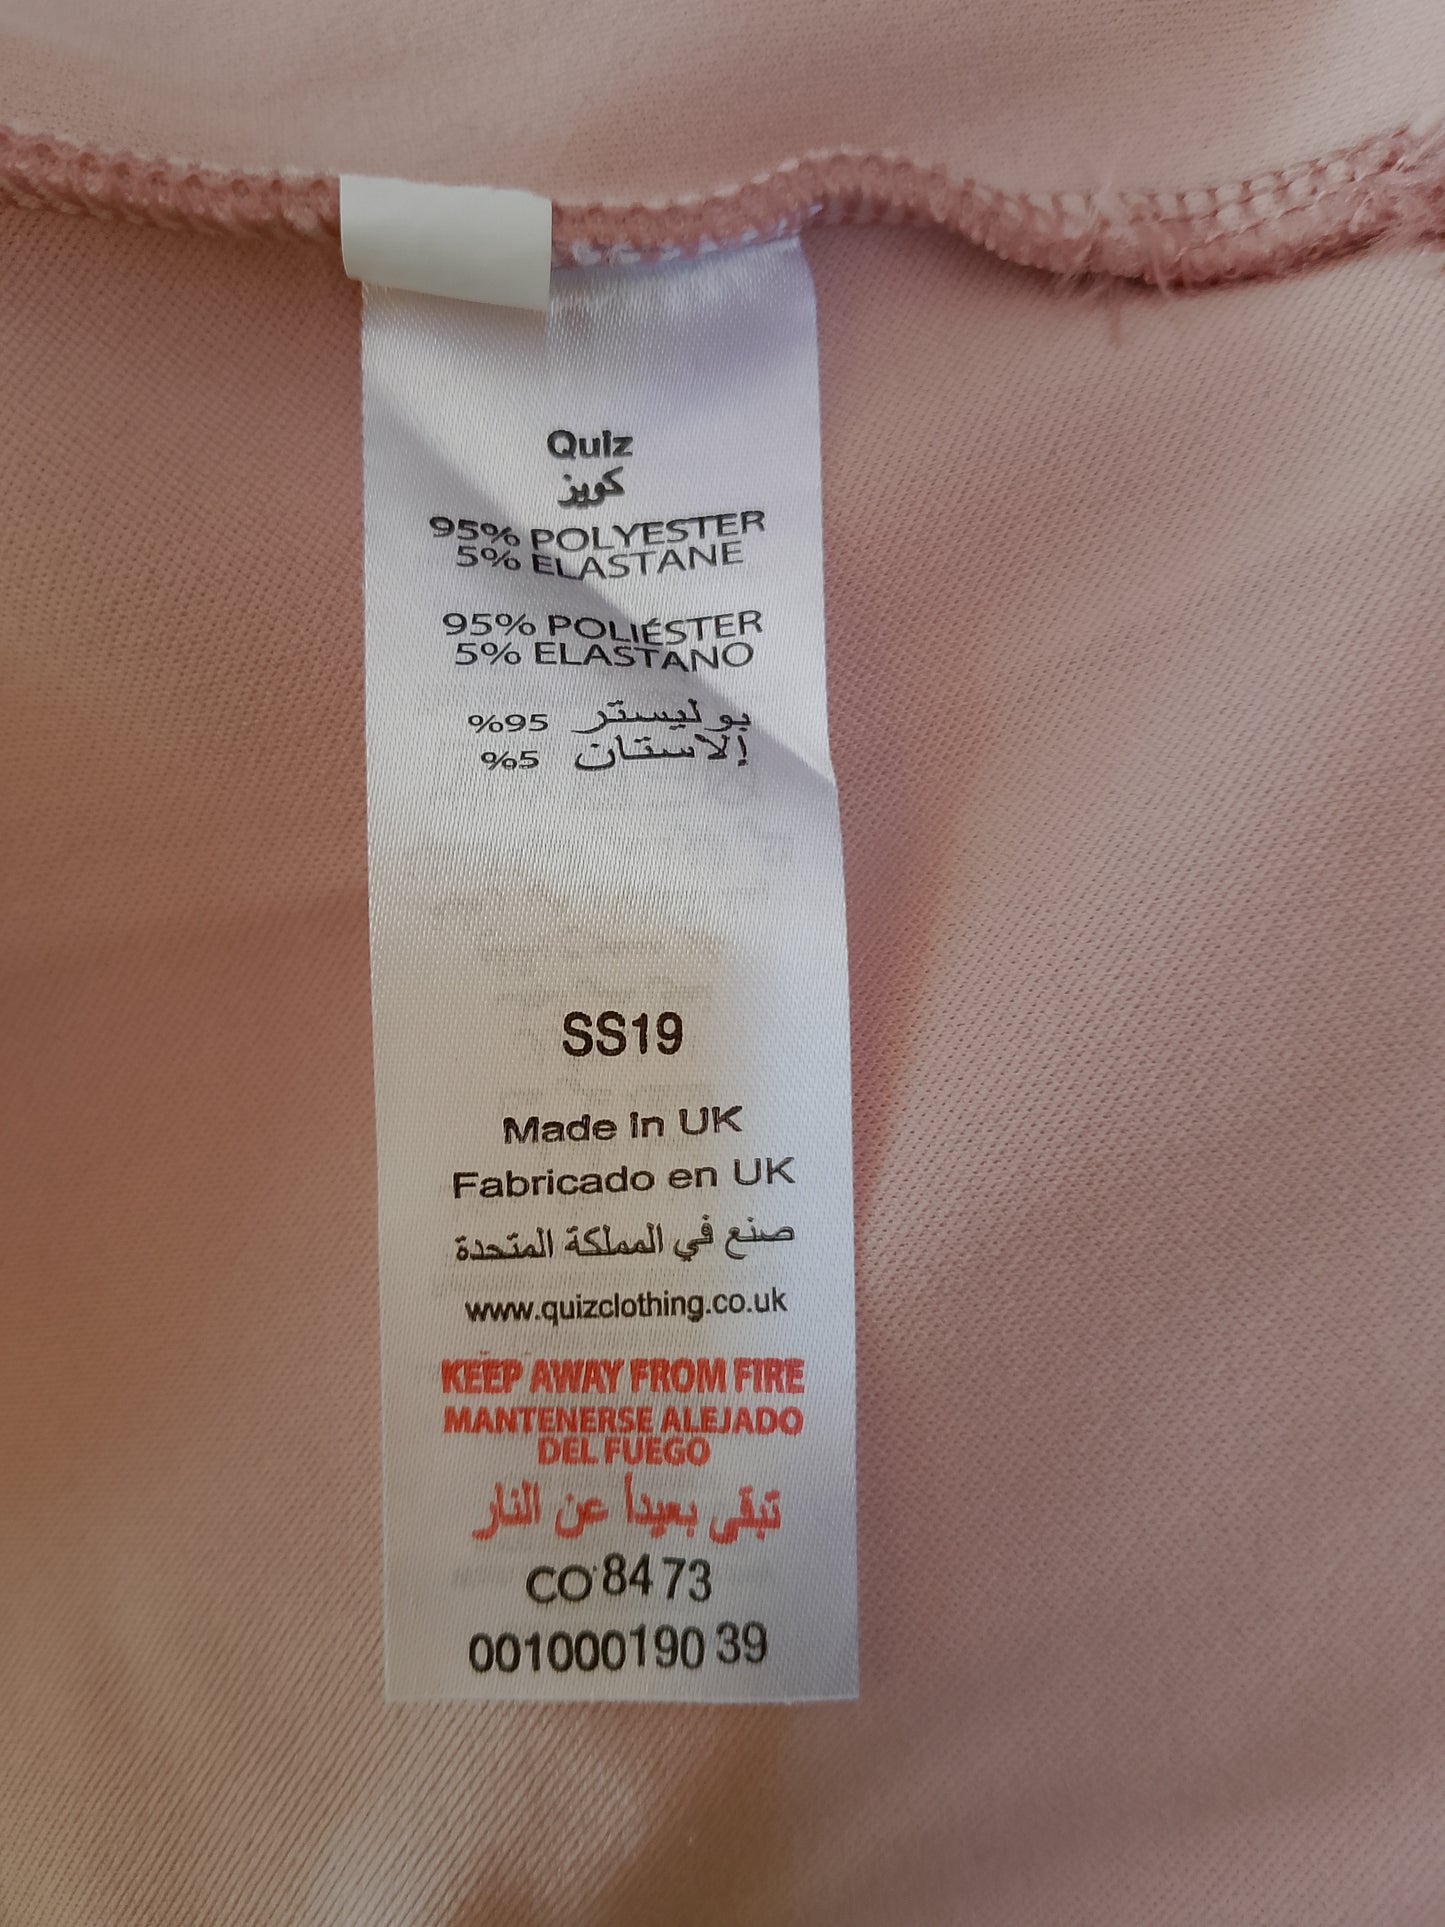 Quiz
كويز
95% POLYESTER
5% ELASTANE
95% POLIÉSTER
5% ELASTANO
بوليستر 95%
إلاستان 5%
SS19
Made in UK
Fabricado en UK
صنع في المملكة المتحدة
www.quizclothing.co.uk
KEEP AWAY FROM FIRE
MANTENERSE ALEJADO
DEL FUEGO
تبقى بعيداً عن النار
CO 84 73
001000190 39